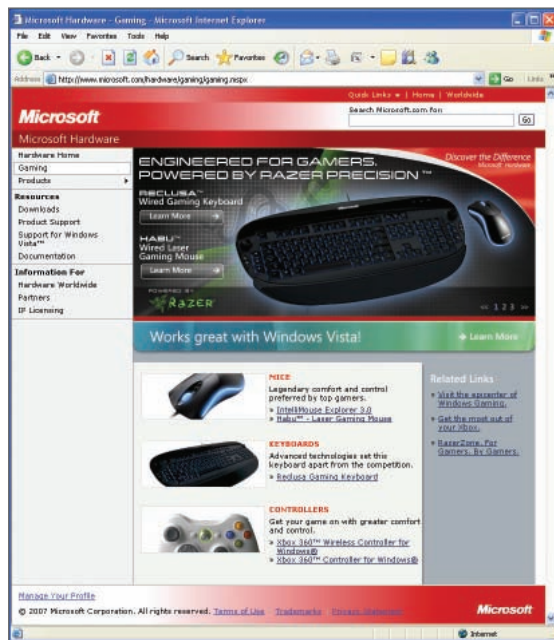 Microsoft Hardware - Gaming - Microsoft Internet Explorer
File Edit View Favorites Tools Help
Back Search Favorites
Address http://www.microsoft.com/hardware/gaming/gaming.mspx Go Links
Quick Links | Home | Worldwide
Microsoft
Search Microsoft.com for:
Go
Microsoft Hardware
Hardware Home
Gaming
Products
Resources
Downloads
Product Support
Support for Windows
Vista™
Documentation
Information For
Hardware Worldwide
Partners
IP Licensing
ENGINEERED FOR GAMERS.
POWERED BY RAZER PRECISION™
Discover the Difference
Microsoft Hardware
RECLUSA™
Wired Gaming Keyboard
Learn More
HABU™
Wired Laser
Gaming Mouse
Learn More
POWERED BY
RAZER
<< 1 2 3 >>
Works great with Windows Vista!
Learn More
MICE
Legendary comfort and control
preferred by top gamers.
» IntelliMouse Explorer 3.0
» Habu™ - Laser Gaming Mouse
KEYBOARDS
Advanced technologies set this
keyboard apart from the competition.
» Reclusa Gaming Keyboard
CONTROLLERS
Get your game on with greater comfort
and control.
» Xbox 360™ Wireless Controller for
Windows®
» Xbox 360™ Controller for Windows®
Related Links
» Visit the epicenter of
Windows Gaming.
» Get the most out of
your Xbox.
» RazerZone. For
Gamers. By Gamers.
Manage Your Profile
© 2007 Microsoft Corporation. All rights reserved. Terms of Use Trademarks Privacy Statement
Microsoft
Internet